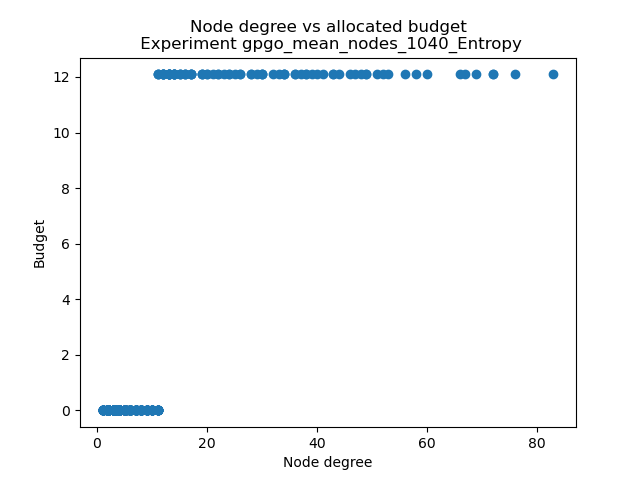 Node degree vs allocated budget
Experiment gpgo_mean_nodes_1040_Entropy
12
10
8
6
4
2
0
Budget
0 20 40 60 80
Node degree